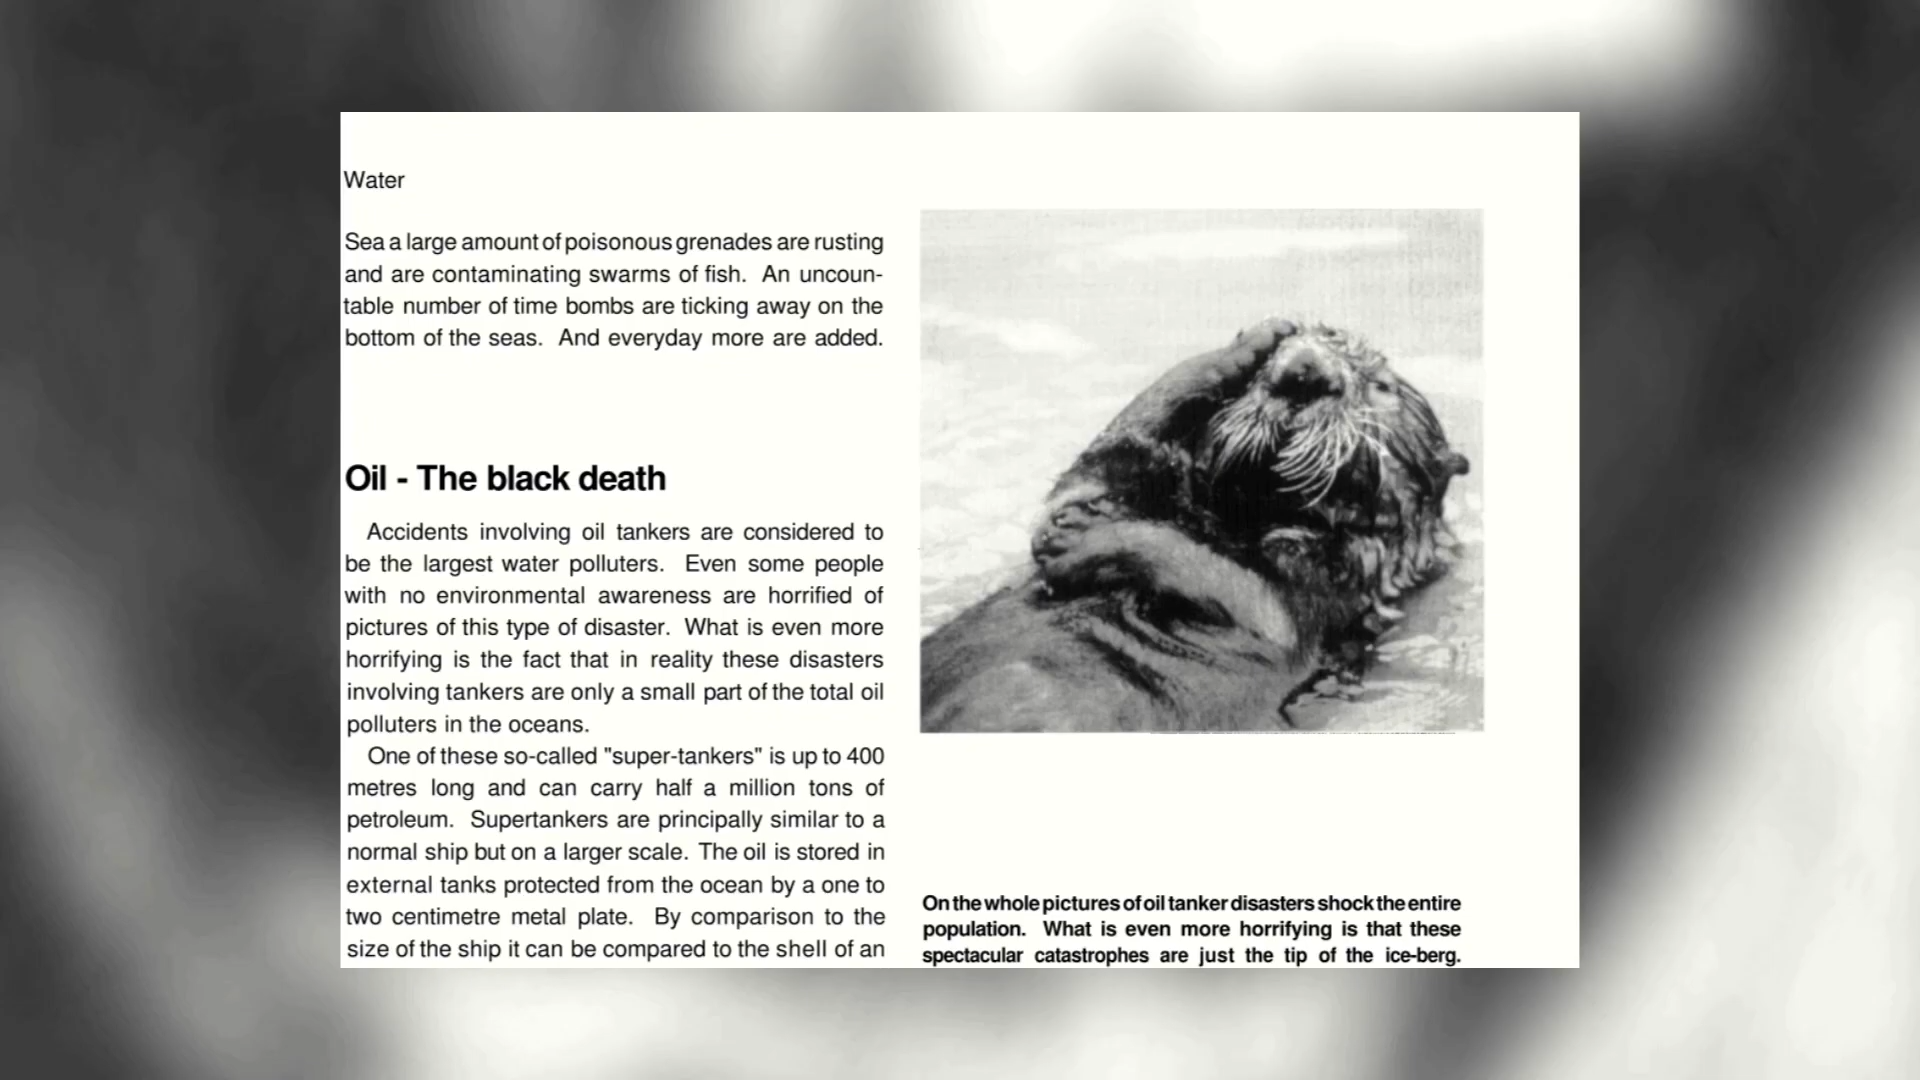 Water
Sea a large amount of poisonous grenades are rusting
and are contaminating swarms of fish. An uncoun-
table number of time bombs are ticking away on the
bottom of the seas. And everyday more are added.
Oil - The black death
Accidents involving oil tankers are considered to
be the largest water polluters. Even some people
with no environmental awareness are horrified of
pictures of this type of disaster. What is even more
horrifying is the fact that in reality these disasters
involving tankers are only a small part of the total oil
polluters in the oceans.
One of these so-called "super-tankers" is up to 400
metres long and can carry half a million tons of
petroleum. Supertankers are principally similar to a
normal ship but on a larger scale. The oil is stored in
external tanks protected from the ocean by a one to
two centimetre metal plate. By comparison to the
size of the ship it can be compared to the shell of an
On the whole pictures of oil tanker disasters shock the entire
population. What is even more horrifying is that these
spectacular catastrophes are just the tip of the ice-berg.